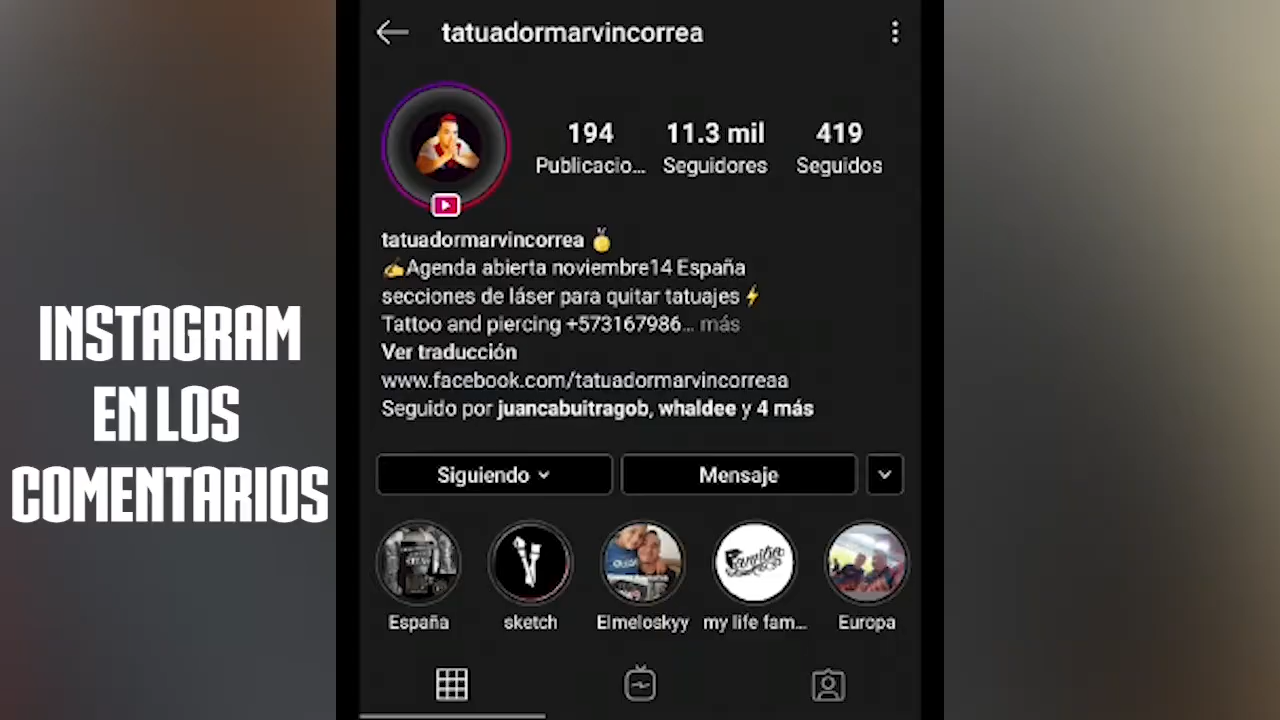 tatuadormarvincorrea
194
11.3 mil
419
Publicacio...
Seguidores
Seguidos
tatuadormarvincorrea
Agenda abierta noviembre14 España
secciones de láser para quitar tatuajes
Tattoo and piercing +573167986... más
Ver traducción
www.facebook.com/tatuadormarvincorreaa
Seguido por juancabuitragob, whaldee y 4 más
Siguiendo
Mensaje
España
sketch
Elmeloskyy
my life fam...
Europa
INSTAGRAM
EN LOS
COMENTARIOS
Familia